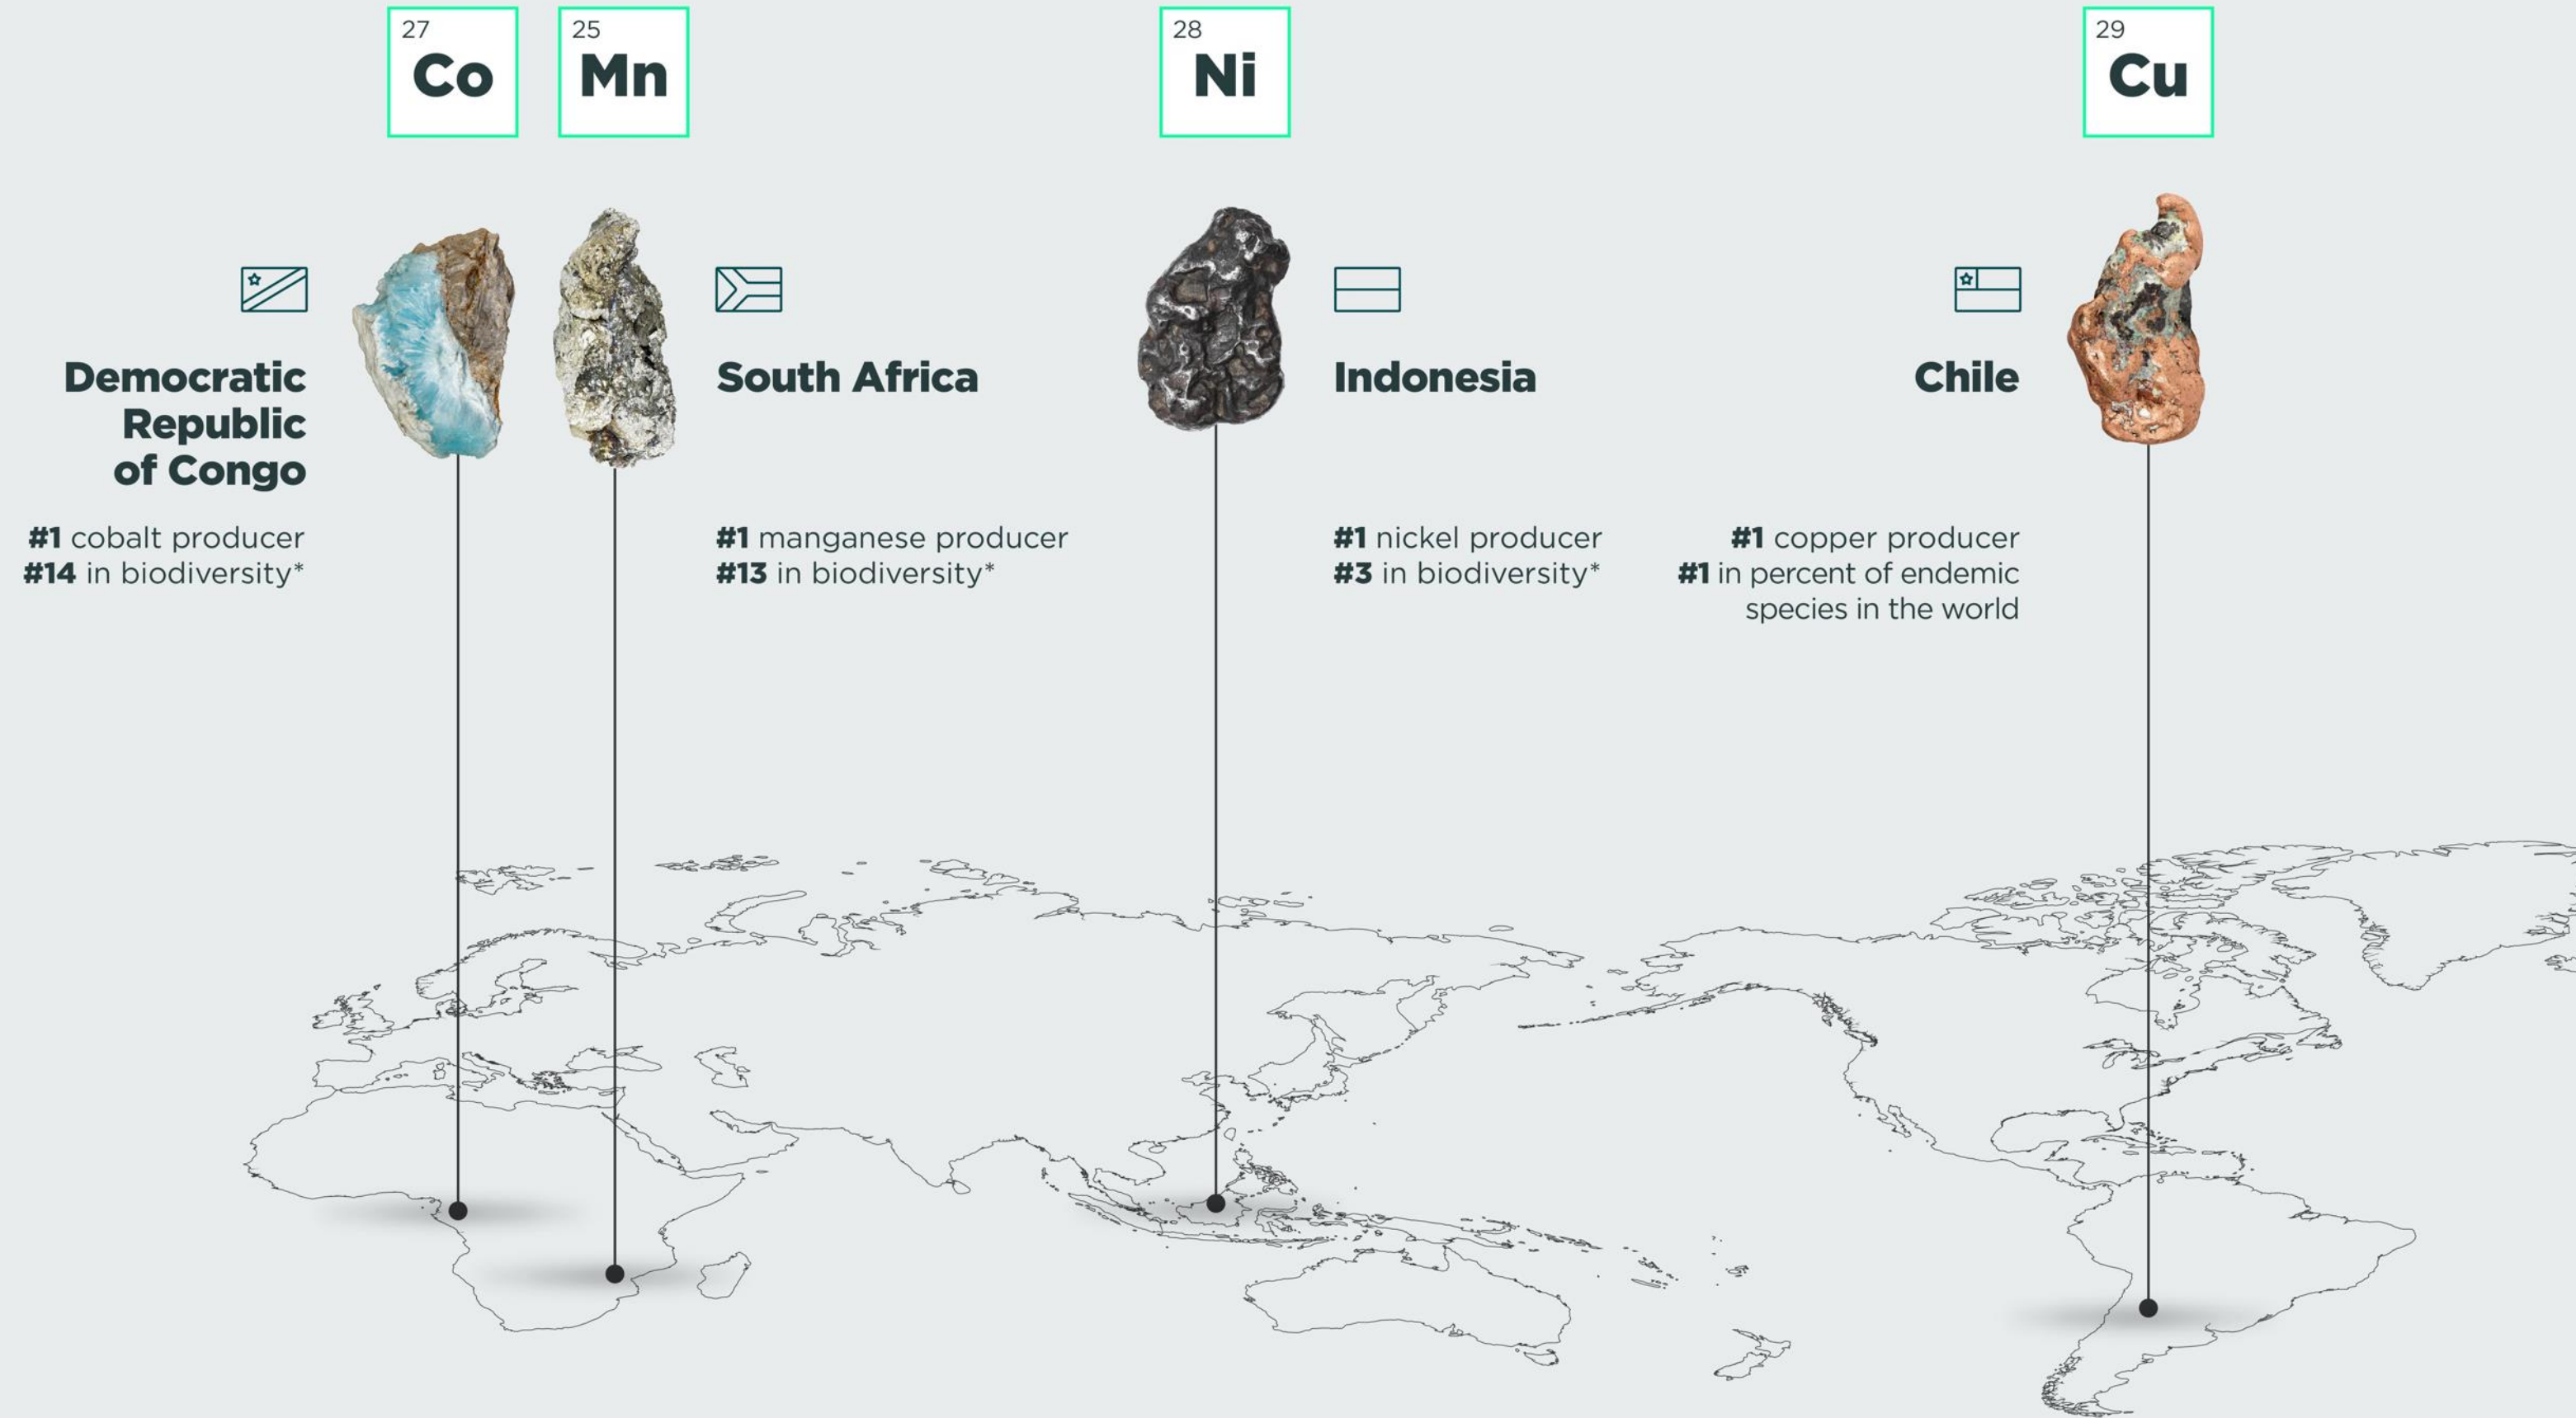 27
Co
25
Mn
28
Ni
29
Cu
Democratic
Republic
of Congo
#1 cobalt producer
#14 in biodiversity*
South Africa
#1 manganese producer
#13 in biodiversity*
Indonesia
#1 nickel producer
#3 in biodiversity*
Chile
#1 copper producer
#1 in percent of endemic
species in the world